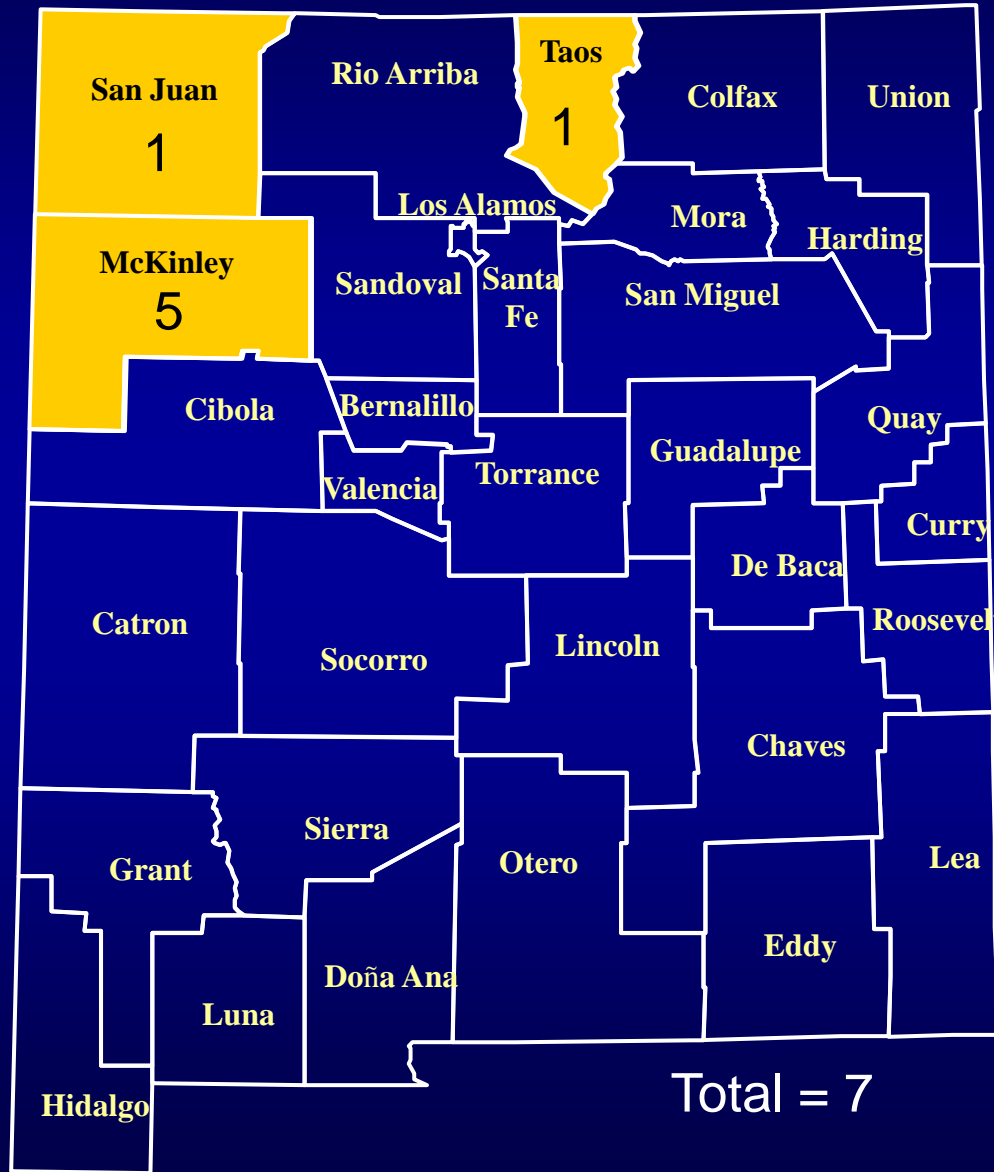 San Juan
1
Rio Arriba
Taos
1
Colfax
Union
Los Alamos
Mora
Harding
McKinley
5
Sandoval
Santa
Fe
San Miguel
Cibola
Bernalillo
Quay
Valencia
Torrance
Guadalupe
Curry
De Baca
Catron
Socorro
Lincoln
Roosevel
Chaves
Sierra
Grant
Otero
Lea
Eddy
Doña Ana
Luna
Hidalgo
Total = 7